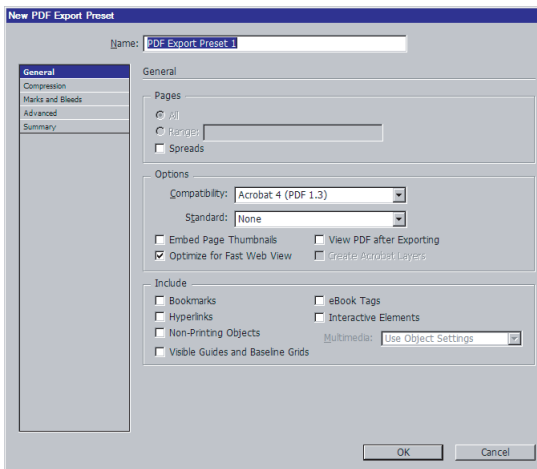 New PDF Export Preset
Name: PDF Export Preset 1
General
Compression
Marks and Bleeds
Advanced
Summary
General
Pages
All
Range:
Spreads
Options
Compatibility: Acrobat 4 (PDF 1.3)
Standard: None
Embed Page Thumbnails View PDF after Exporting
Optimize for Fast Web View Create Acrobat Layers
Include
Bookmarks eBook Tags
Hyperlinks Interactive Elements
Non-Printing Objects Multimedia: Use Object Settings
Visible Guides and Baseline Grids
OK Cancel